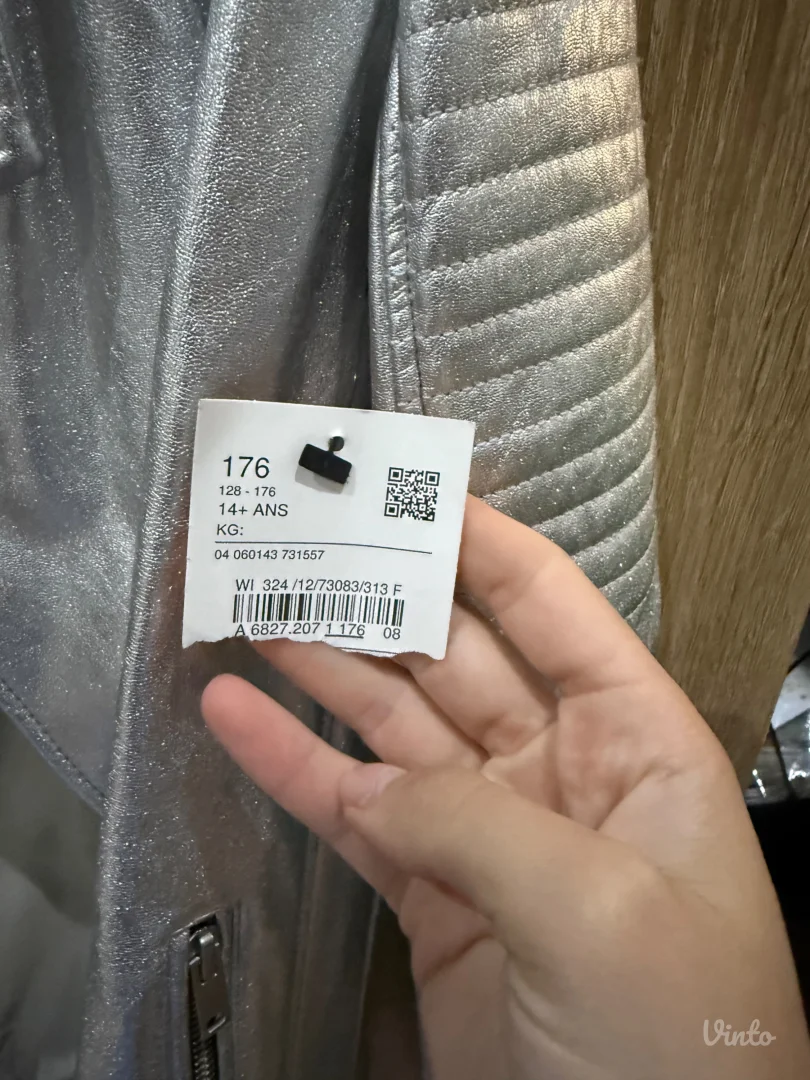 176
128 - 176
14+ ANS
KG:
04 060143 731557
WI 324 /12/73083/313 F
A 6827.207 1 176 08
Vinto